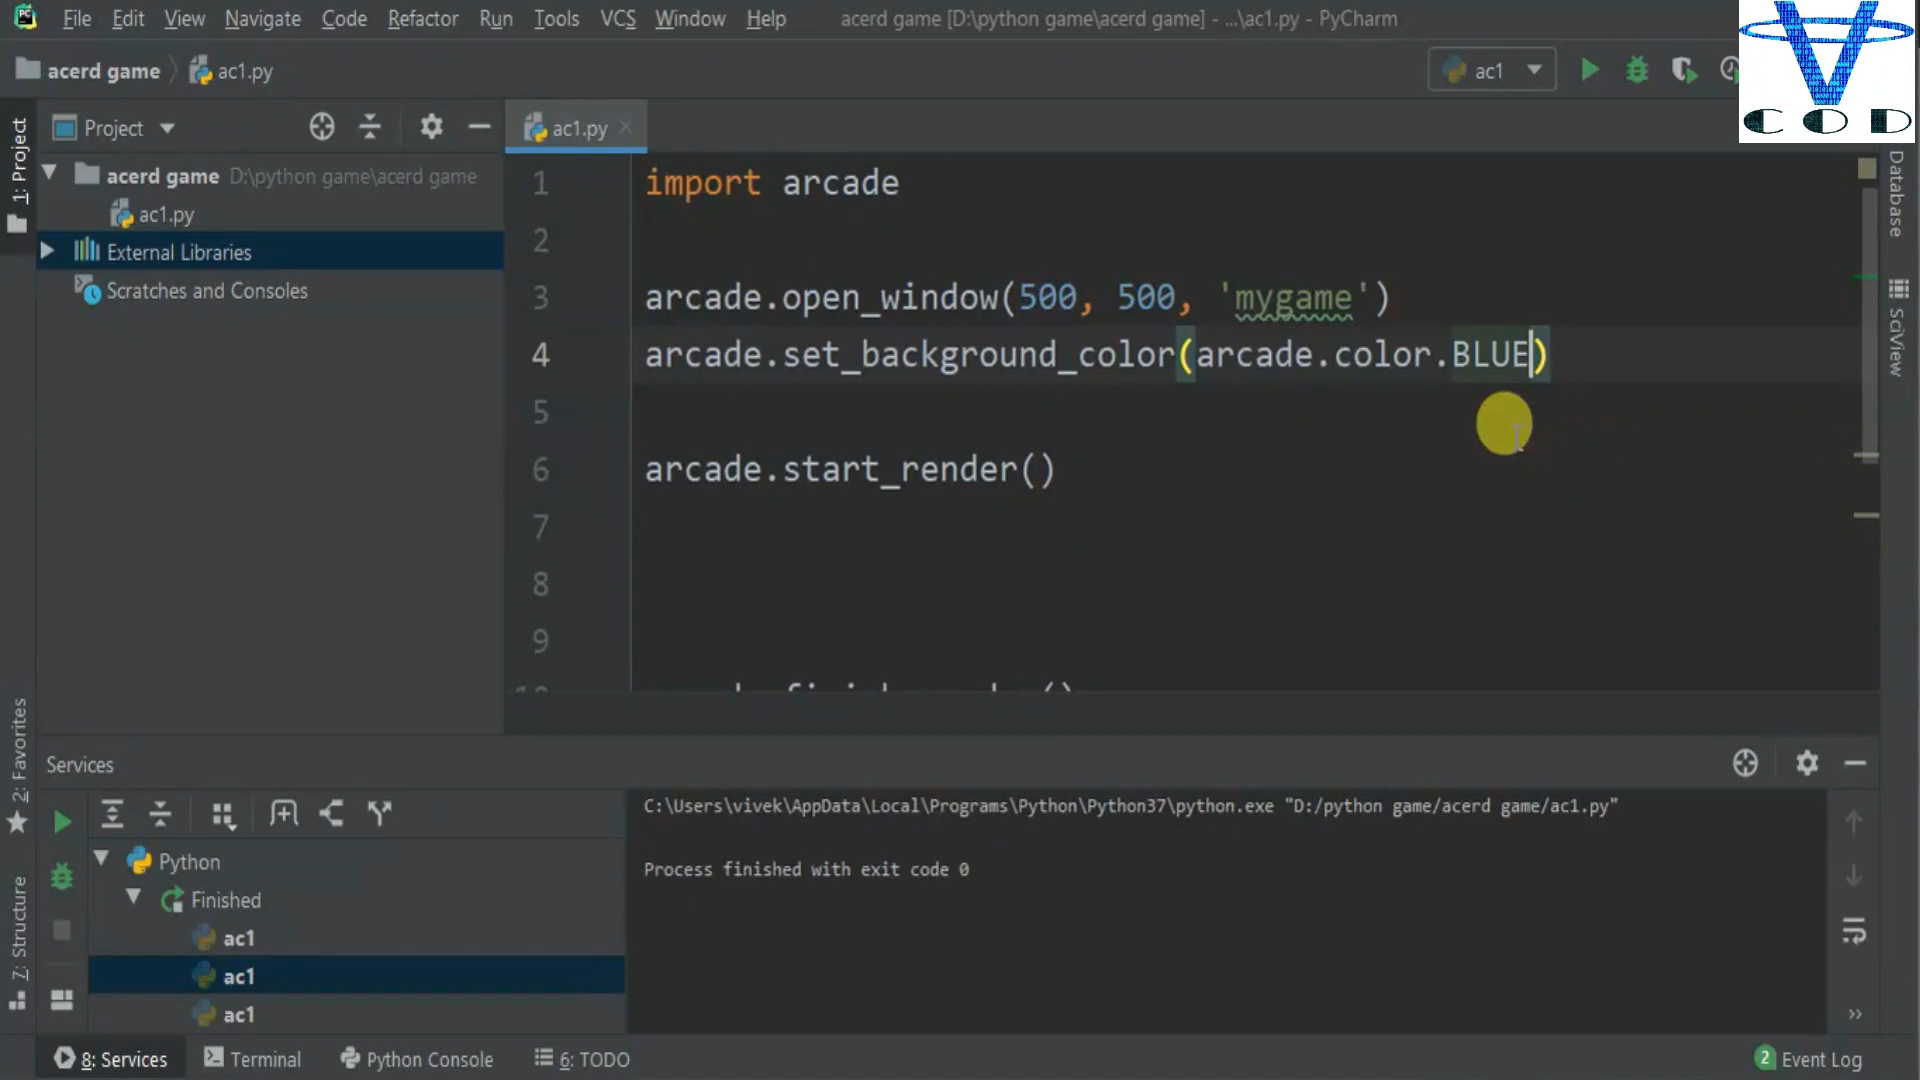 File Edit View Navigate Code Refactor Run Tools VCS Window Help acerd game [D:\python game\acerd game] - ...\ac1.py - PyCharm
acerd game ac1.py ac1
COD
1: Project
Project
ac1.py
acerd game D:\python game\acerd game
ac1.py
External Libraries
Scratches and Consoles
1 import arcade
2
3 arcade.open_window(500, 500, 'mygame')
4 arcade.set_background_color(arcade.color.BLUE)
5
6 arcade.start_render()
7
8
9
Database
SciView
2: Favorites
7: Structure
Services
Python
Finished
ac1
ac1
ac1
C:\Users\vivek\AppData\Local\Programs\Python\Python37\python.exe "D:/python game/acerd game/ac1.py"
Process finished with exit code 0
8: Services Terminal Python Console 6: TODO 2 Event Log